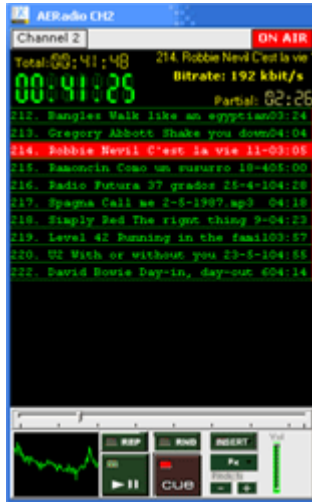 AERadio CH2
Channel 2 ON AIR
Total:00:41:48 214. Robbie Nevil C'est la vie
00:41:25 Bitrate: 192 kbit/s
Partial: 02:26
212. Bangles Walk like an egyptian03:24
213. Gregory Abbott Shake you down04:04
214. Robbie Nevil C'est la vie 11-03:05
215. Ramoncin Como un susurro 18-405:00
216. Radio Futura 37 grados 25-4-104:28
217. Spagna Call me 2-5-1987.mp3 04:18
218. Simply Red The right thing 9-04:23
219. Level 42 Running in the fami103:57
220. U2 With or without you 23-5-104:55
222. David Bowie Day-in, day-out 604:14
REP RND INSERT Vol
Fx
CUE Pitch:%
- +